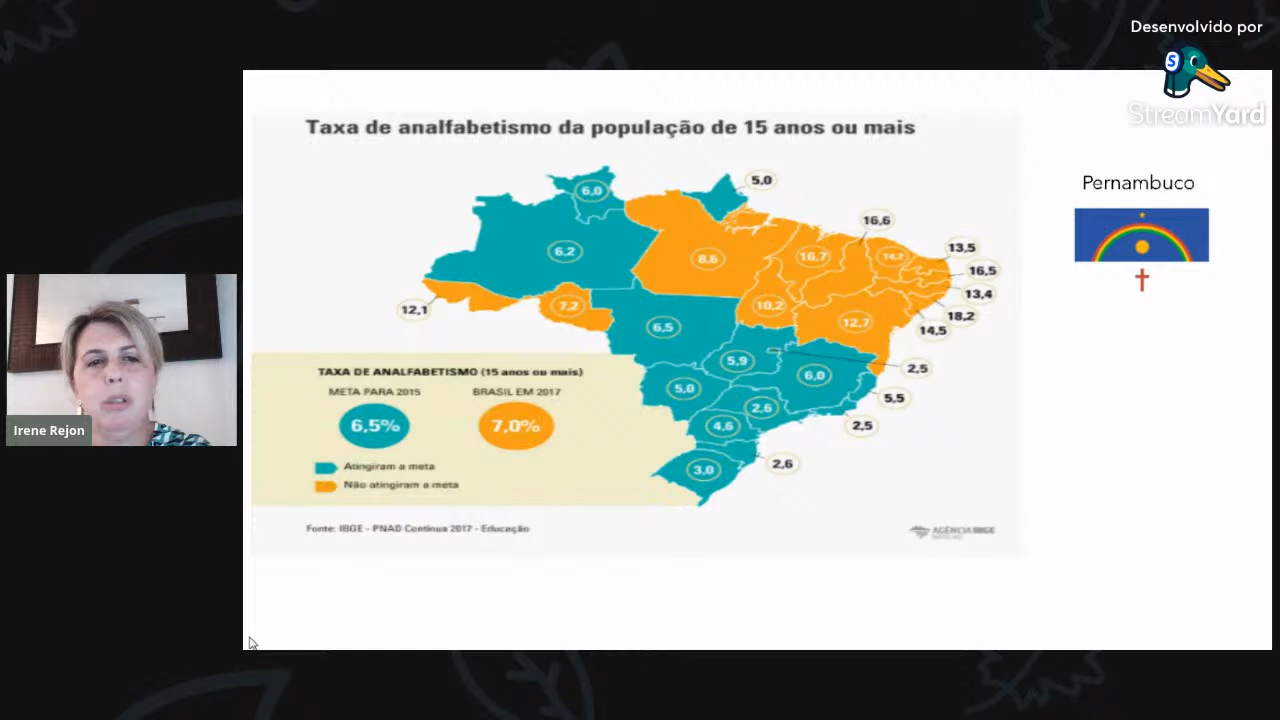 Desenvolvido por
StreamYard
Taxa de analfabetismo da população de 15 anos ou mais
Pernambuco
6,0
5,0
16,6
6,2
8,6
16,7
14,2
13,5
16,5
13,4
12,1
7,2
10,2
12,7
18,2
14,5
6,5
5,9
6,0
2,5
5,0
5,5
2,6
4,6
2,5
3,0
2,6
TAXA DE ANALFABETISMO (15 anos ou mais)
META PARA 2015
BRASIL EM 2017
6,5%
7,0%
Atingiram a meta
Não atingiram a meta
Fonte: IBGE - PNAD Contínua 2017 - Educação
AGÊNCIA IBGE
Irene Rejon